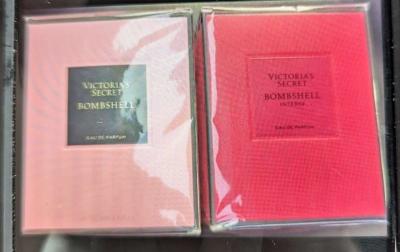 VICTORIA'S
SECRET
BOMBSHELL
EAU DE PARFUM
VICTORIA'S
SECRET
BOMBSHELL
INTENSE
EAU DE PARFUM